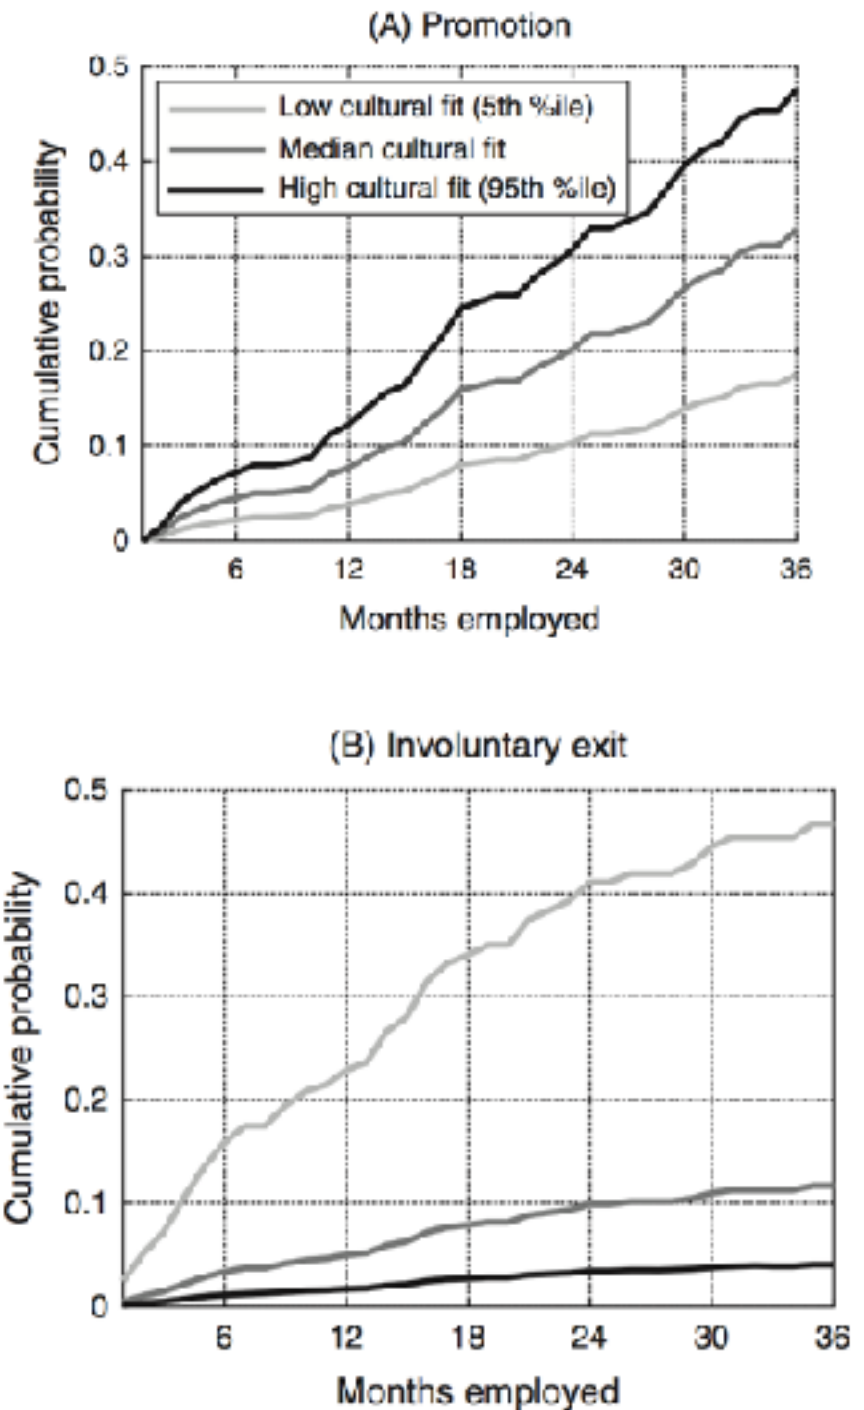 (A) Promotion
0.5
0.4
0.3
0.2
0.1
0
Cumulative probability
Low cultural fit (5th %ile)
Median cultural fit
High cultural fit (95th %ile)
6 12 18 24 30 36
Months employed
(B) Involuntary exit
0.5
0.4
0.3
0.2
0.1
0
Cumulative probability
6 12 18 24 30 36
Months employed